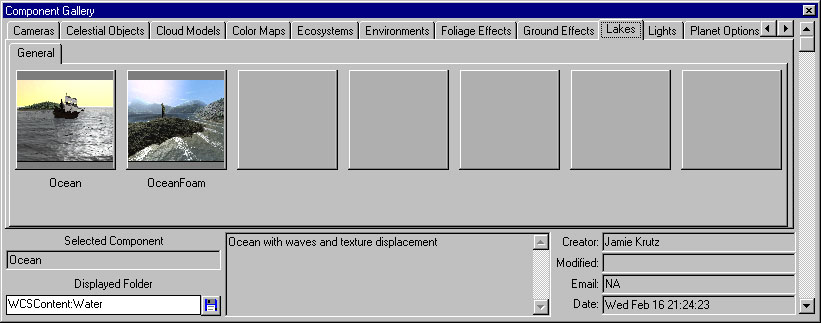 Component Gallery
Cameras Celestial Objects Cloud Models Color Maps Ecosystems Environments Foliage Effects Ground Effects Lakes Lights Planet Options
General
Ocean OceanFoam
Selected Component
Ocean
Displayed Folder
WCSContent:Water
Ocean with waves and texture displacement
Creator: Jamie Krutz
Modified:
Email: NA
Date: Wed Feb 16 21:24:23